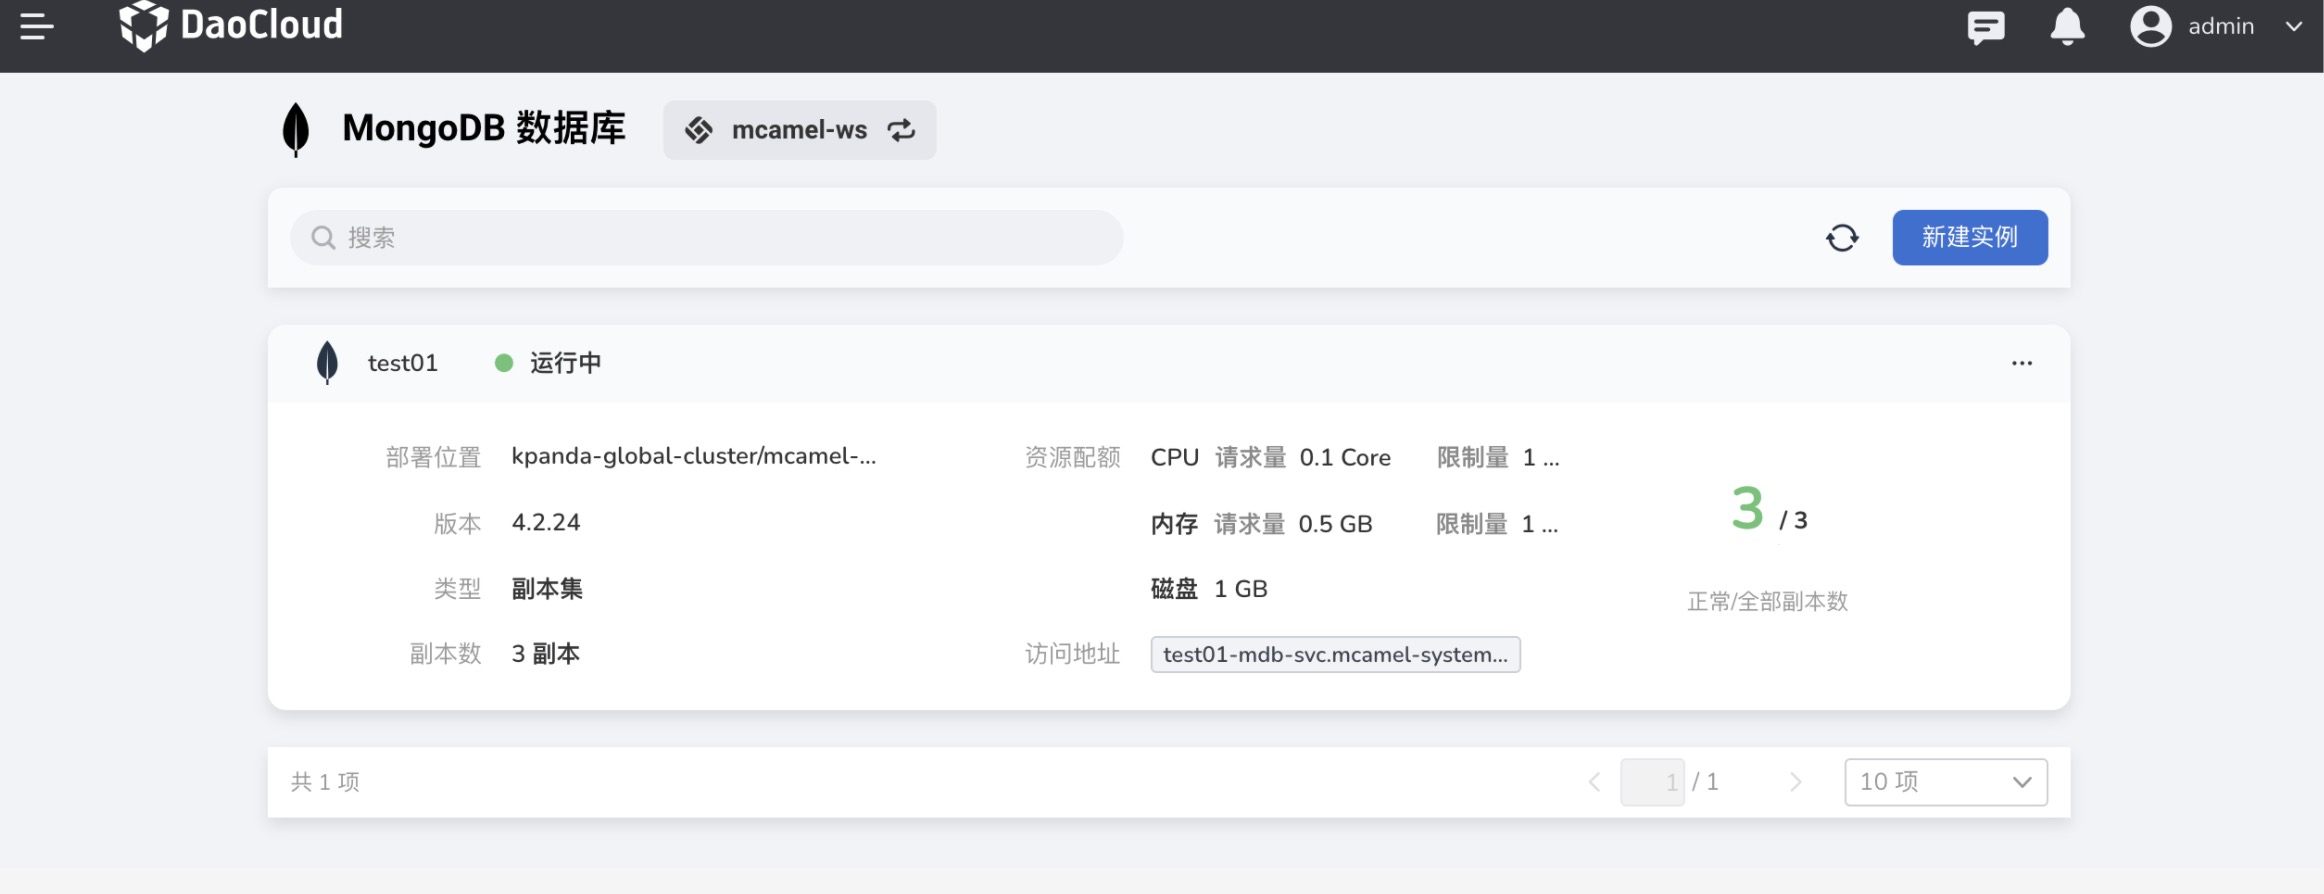 DaoCloud
admin
MongoDB 数据库
mcamel-ws
搜索
新建实例
test01
运行中
...
部署位置 kpanda-global-cluster/mcamel-...
资源配额 CPU 请求量 0.1 Core 限制量 1 ...
版本 4.2.24
内存 请求量 0.5 GB 限制量 1 ...
3 / 3
类型 副本集
磁盘 1 GB
正常/全部副本数
副本数 3 副本
访问地址 test01-mdb-svc.mcamel-system...
共 1 项
1 / 1
10 项